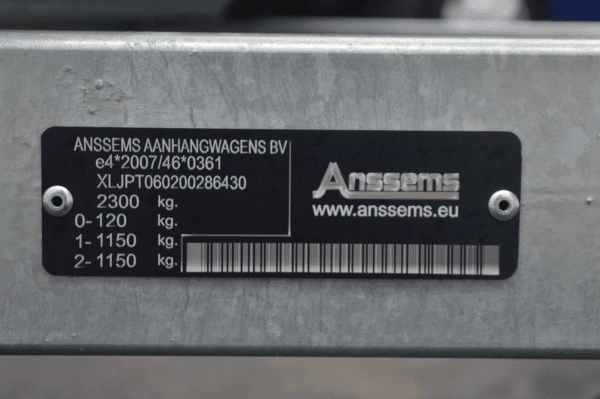 ANSSEMS AANHANGWAGENS BV
e4*2007/46*0361
XLJPT060200286430
2300 kg.
0- 120 kg.
1- 1150 kg.
2- 1150 kg.
Anssems
www.anssems.eu